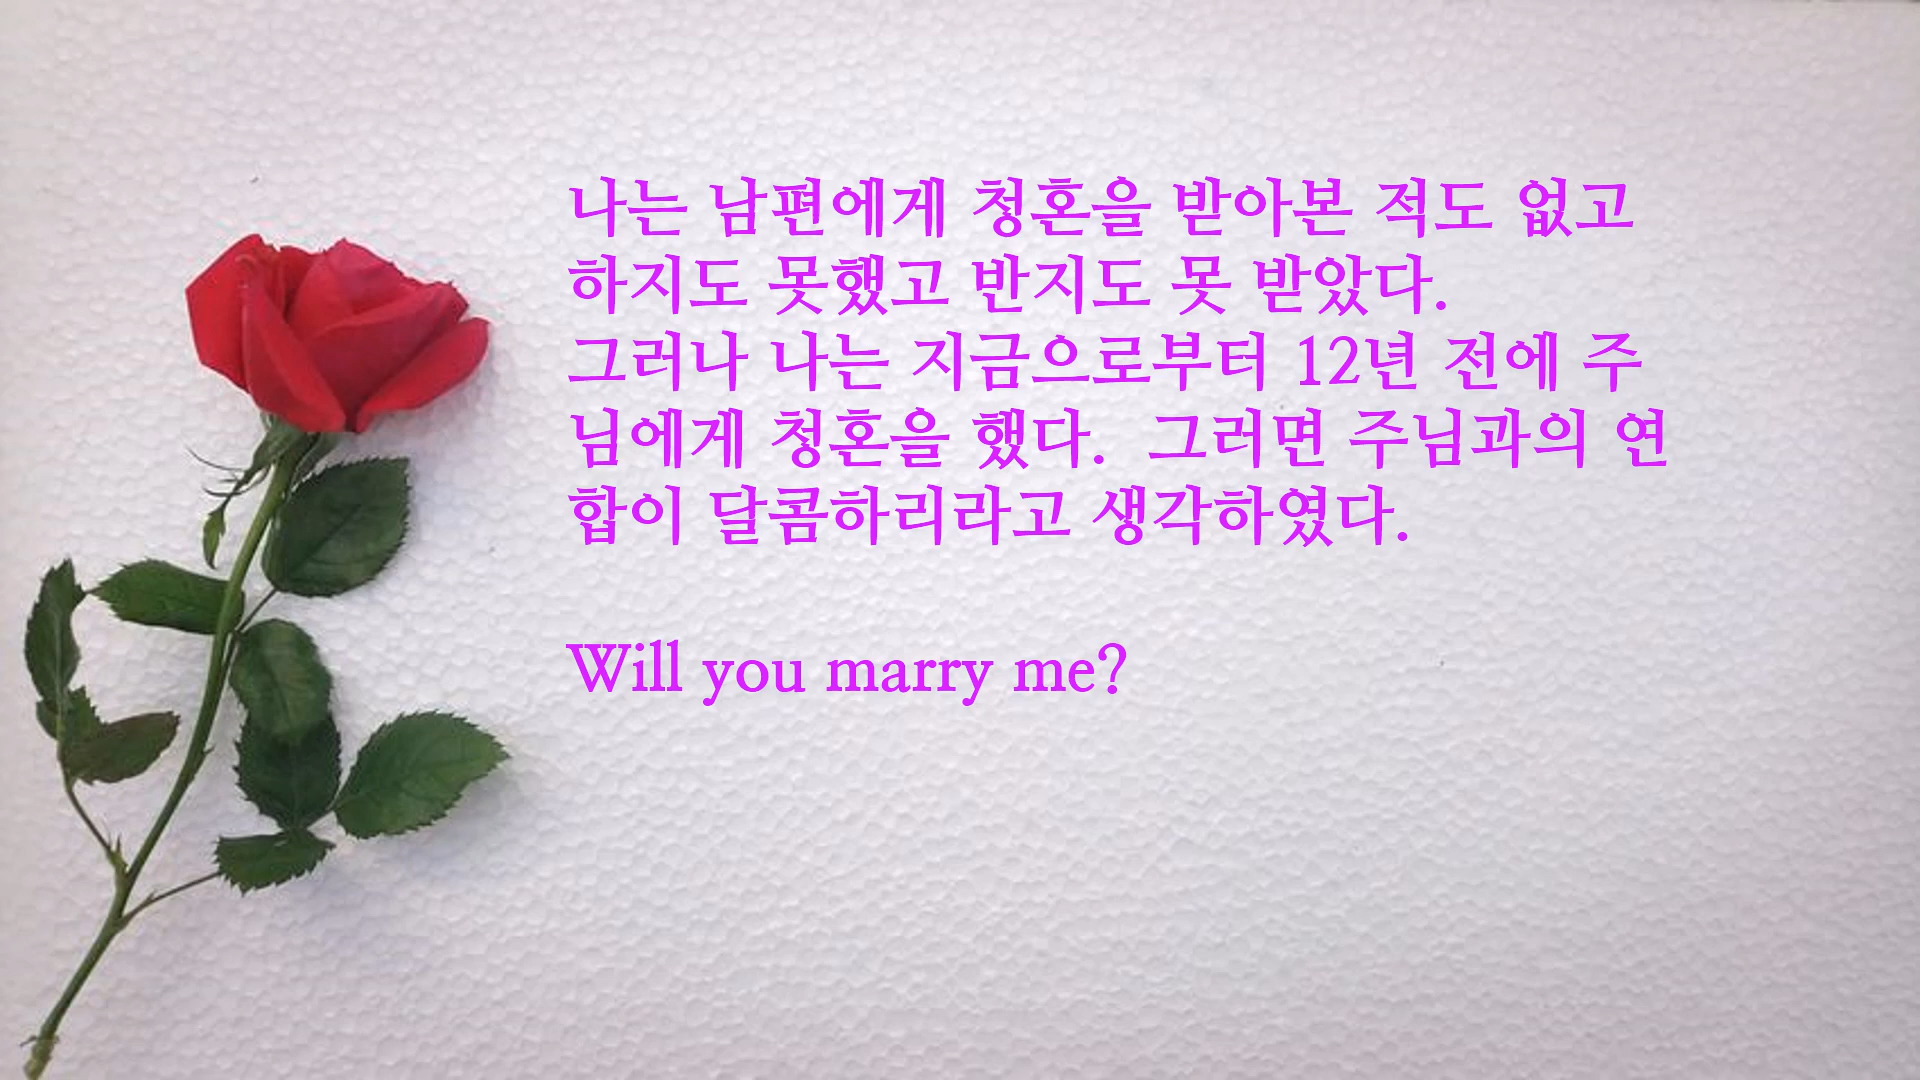 나는 남편에게 청혼을 받아본 적도 없고
하지도 못했고 반지도 못 받았다.
그러나 나는 지금으로부터 12년 전에 주
님에게 청혼을 했다.  그러면 주님과의 연
합이 달콤하리라고 생각하였다.
Will you marry me?